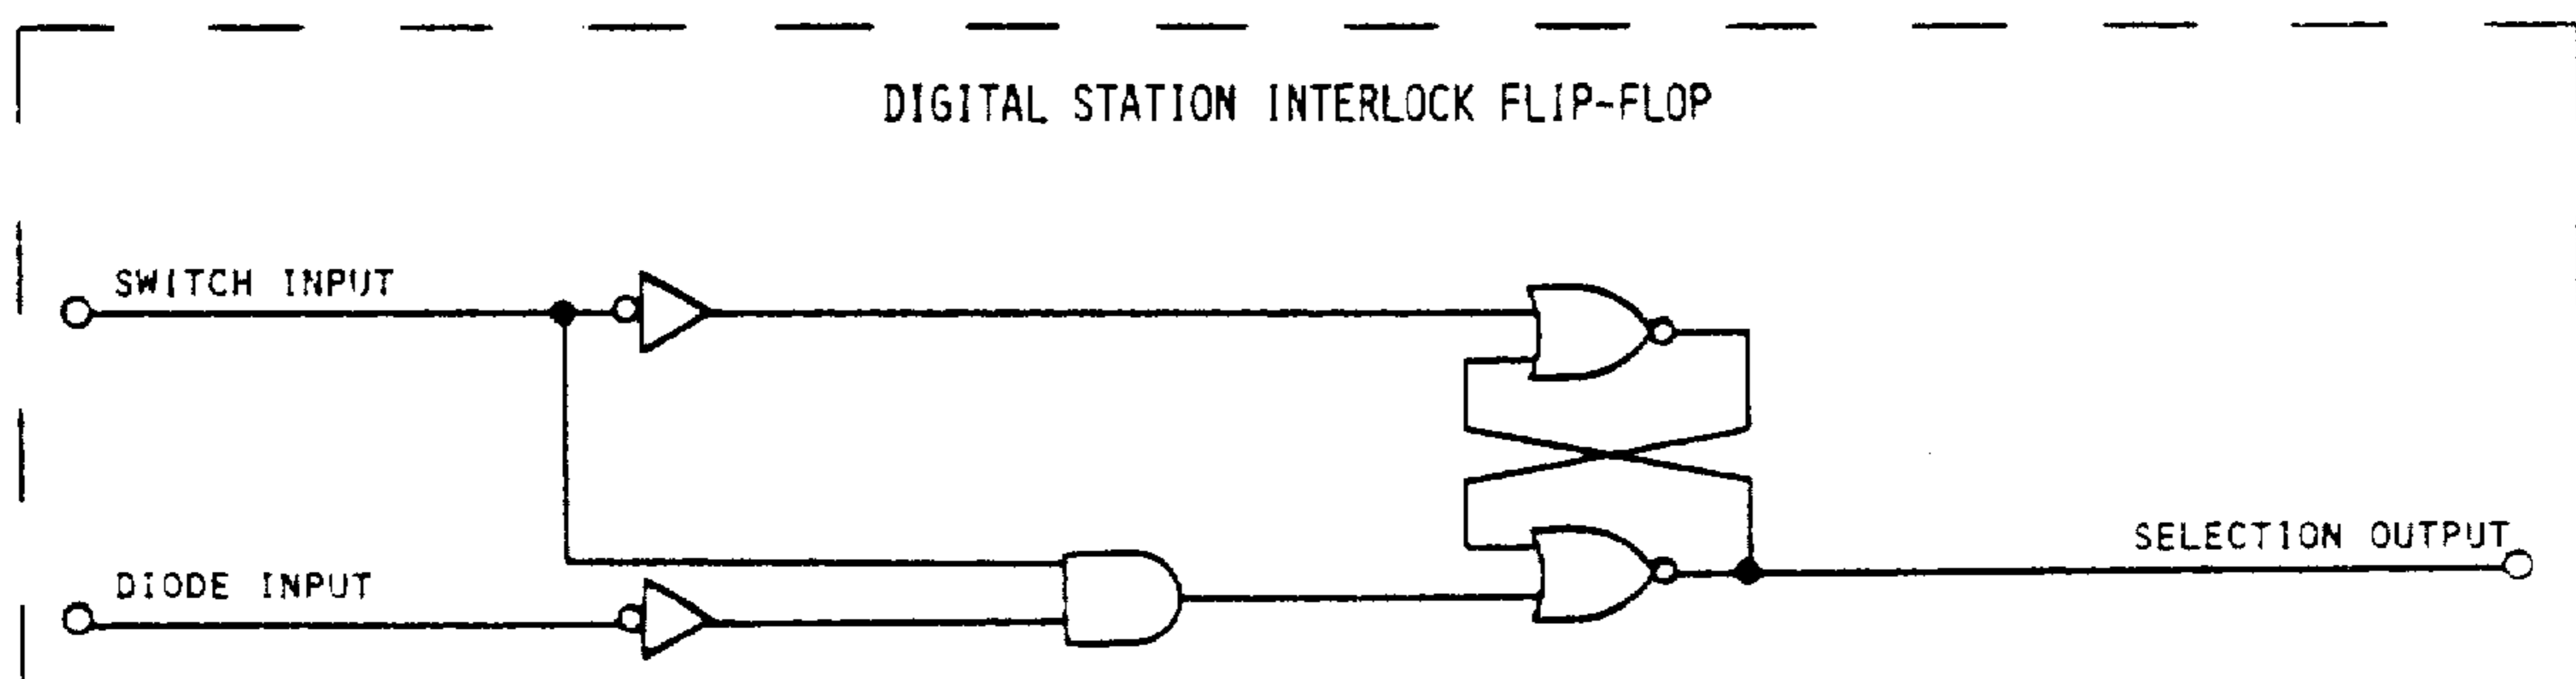 DIGITAL STATION INTERLOCK FLIP-FLOP
SWITCH INPUT
SELECTION OUTPUT
DIODE INPUT